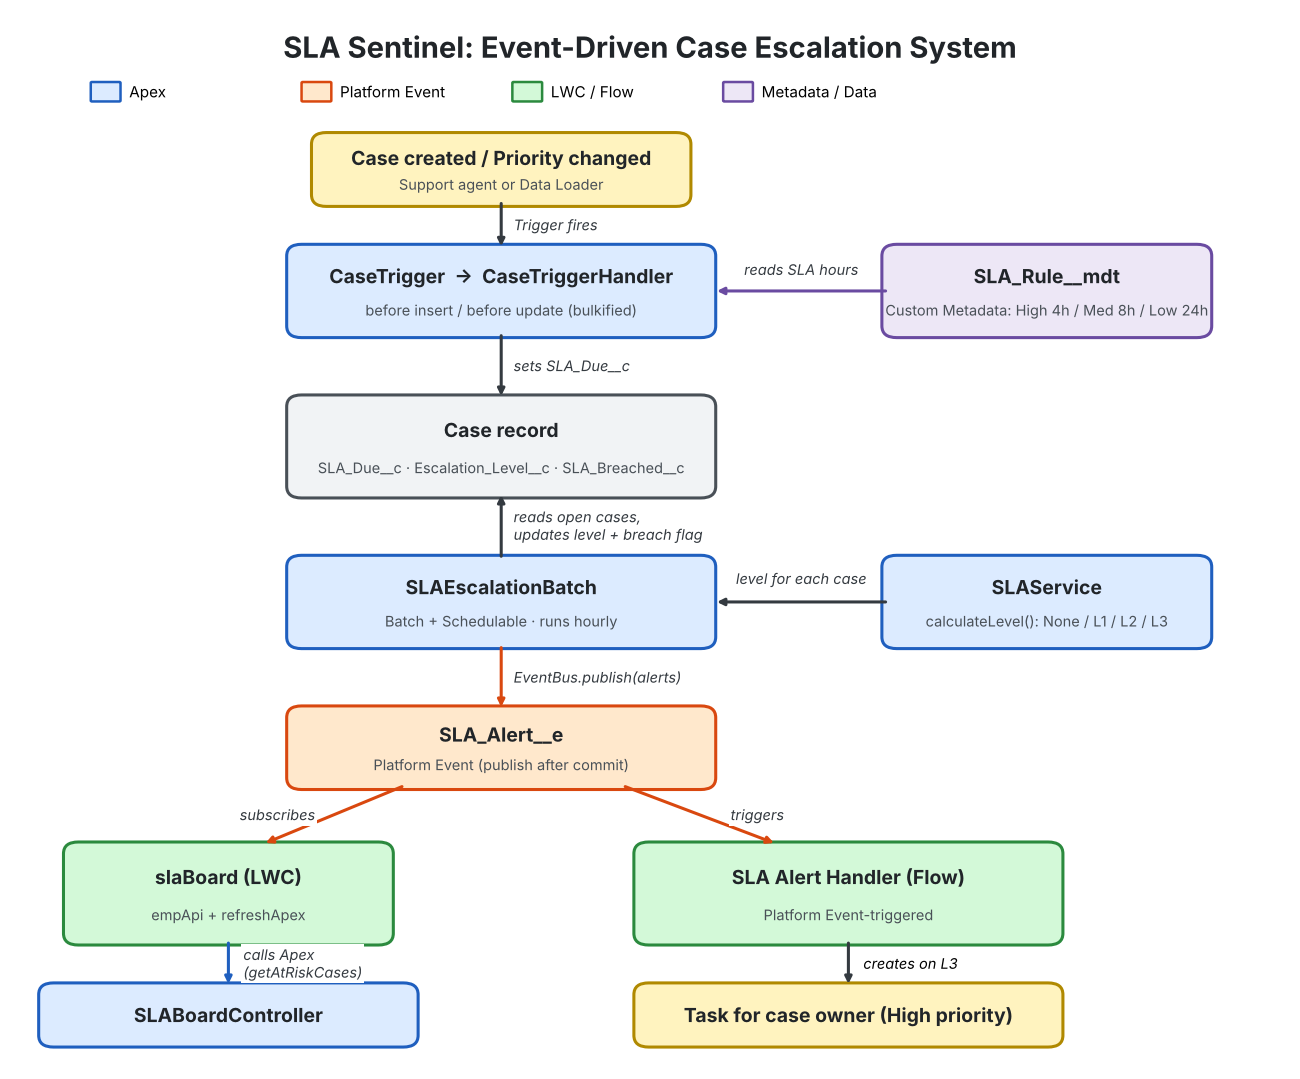 SLA Sentinel: Event-Driven Case Escalation System
Apex
Platform Event
LWC / Flow
Metadata / Data
Case created / Priority changed
Support agent or Data Loader
Trigger fires
CaseTrigger → CaseTriggerHandler
before insert / before update (bulkified)
reads SLA hours
SLA_Rule__mdt
Custom Metadata: High 4h / Med 8h / Low 24h
sets SLA_Due__c
Case record
SLA_Due__c · Escalation_Level__c · SLA_Breached__c
reads open cases,
updates level + breach flag
SLAEscalationBatch
Batch + Schedulable · runs hourly
level for each case
SLAService
calculateLevel(): None / L1 / L2 / L3
EventBus.publish(alerts)
SLA_Alert__e
Platform Event (publish after commit)
subscribes
triggers
slaBoard (LWC)
empApi + refreshApex
SLA Alert Handler (Flow)
Platform Event-triggered
calls Apex
(getAtRiskCases)
creates on L3
SLABoardController
Task for case owner (High priority)